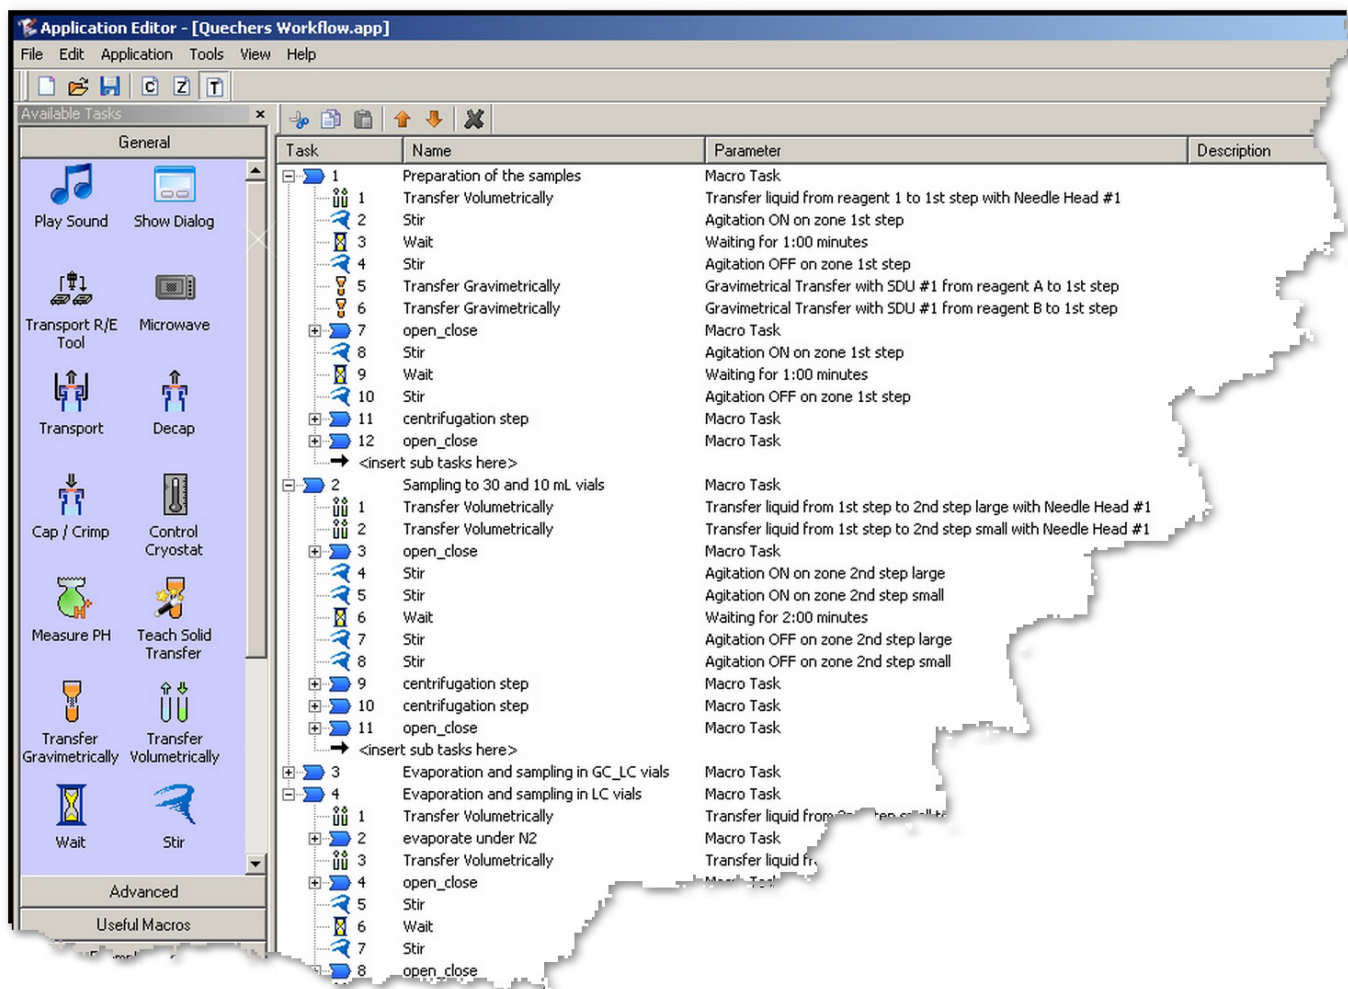 Application Editor - [Quechers Workflow.app]
File Edit Application Tools View Help
C Z T
Available Tasks
General
Play Sound Show Dialog
Transport R/E Tool Microwave
Transport Decap
Cap / Crimp Control Cryostat
Measure PH Teach Solid Transfer
Transfer Gravimetrically Transfer Volumetrically
Wait Stir
Advanced
Useful Macros
Task Name Parameter Description
1 Preparation of the samples Macro Task
1 Transfer Volumetrically Transfer liquid from reagent 1 to 1st step with Needle Head #1
2 Stir Agitation ON on zone 1st step
3 Wait Waiting for 1:00 minutes
4 Stir Agitation OFF on zone 1st step
5 Transfer Gravimetrically Gravimetrical Transfer with SDU #1 from reagent A to 1st step
6 Transfer Gravimetrically Gravimetrical Transfer with SDU #1 from reagent B to 1st step
7 open_close Macro Task
8 Stir Agitation ON on zone 1st step
9 Wait Waiting for 1:00 minutes
10 Stir Agitation OFF on zone 1st step
11 centrifugation step Macro Task
12 open_close Macro Task
<insert sub tasks here>
2 Sampling to 30 and 10 mL vials Macro Task
1 Transfer Volumetrically Transfer liquid from 1st step to 2nd step large with Needle Head #1
2 Transfer Volumetrically Transfer liquid from 1st step to 2nd step small with Needle Head #1
3 open_close Macro Task
4 Stir Agitation ON on zone 2nd step large
5 Stir Agitation ON on zone 2nd step small
6 Wait Waiting for 2:00 minutes
7 Stir Agitation OFF on zone 2nd step large
8 Stir Agitation OFF on zone 2nd step small
9 centrifugation step Macro Task
10 centrifugation step Macro Task
11 open_close Macro Task
<insert sub tasks here>
3 Evaporation and sampling in GC_LC vials Macro Task
4 Evaporation and sampling in LC vials Macro Task
1 Transfer Volumetrically Transfer liquid from
2 evaporate under N2 Macro Task
3 Transfer Volumetrically Transfer liquid
4 open_close
5 Stir
6 Wait
7 Stir
8 open_close